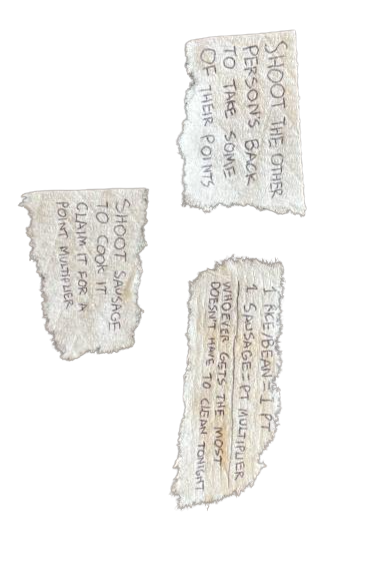 SHOOT THE OTHER
PERSON'S BACK
TO TAKE SOME
OF THEIR POINTS
1 RICE/BEAN = 1 PT
1 SAUSAGE = PT MULTIPLIER
WHOEVER GETS THE MOST
DOESN'T HAVE TO CLEAN TONIGHT
SHOOT SAUSAGE
TO COOK IT
CLAIM IT FOR A
POINT MULTIPLIER